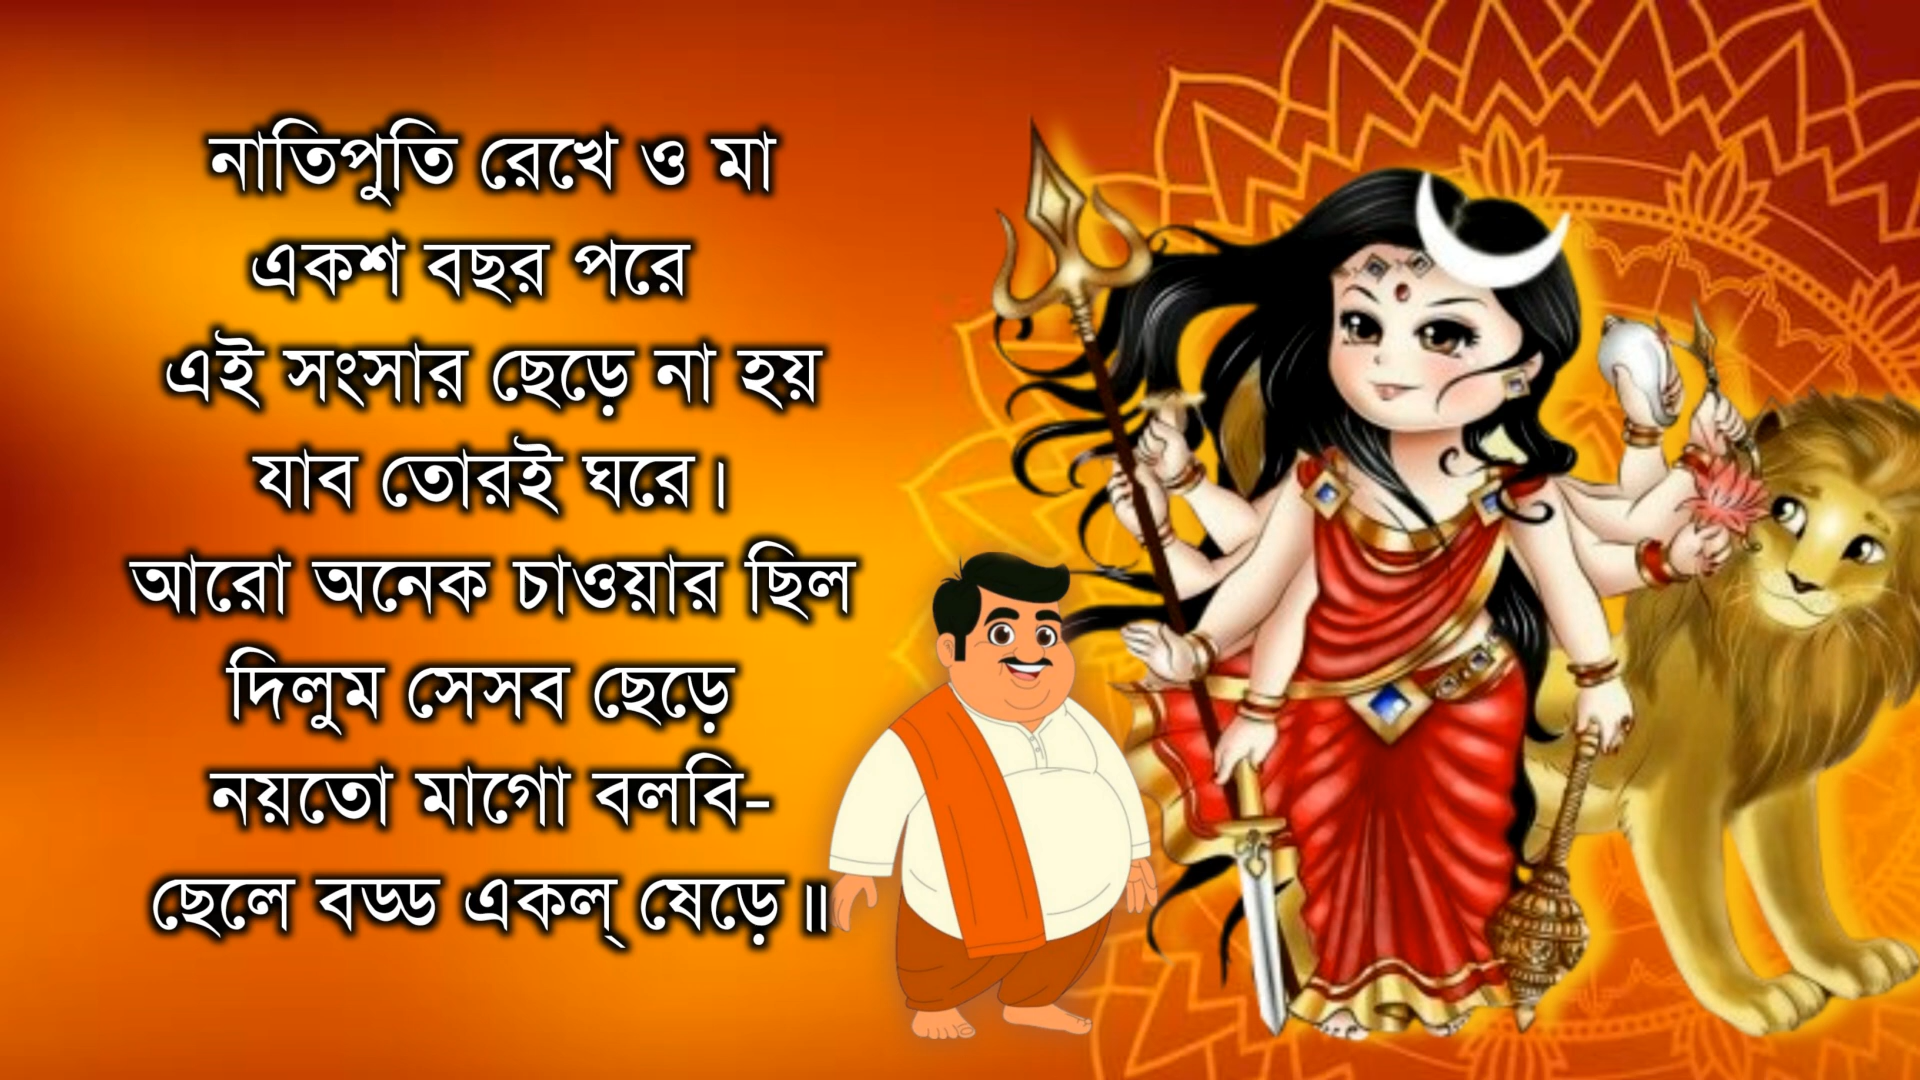 নাতিপুতি রেখে ও মা
একশ বছর পরে
এই সংসার ছেড়ে না হয়
যাব তোরই ঘরে।
আরো অনেক চাওয়ার ছিল
দিলুম সেসব ছেড়ে
নয়তো মাগো বলবি-
ছেলে বড্ড একল্ ষেড়ে॥